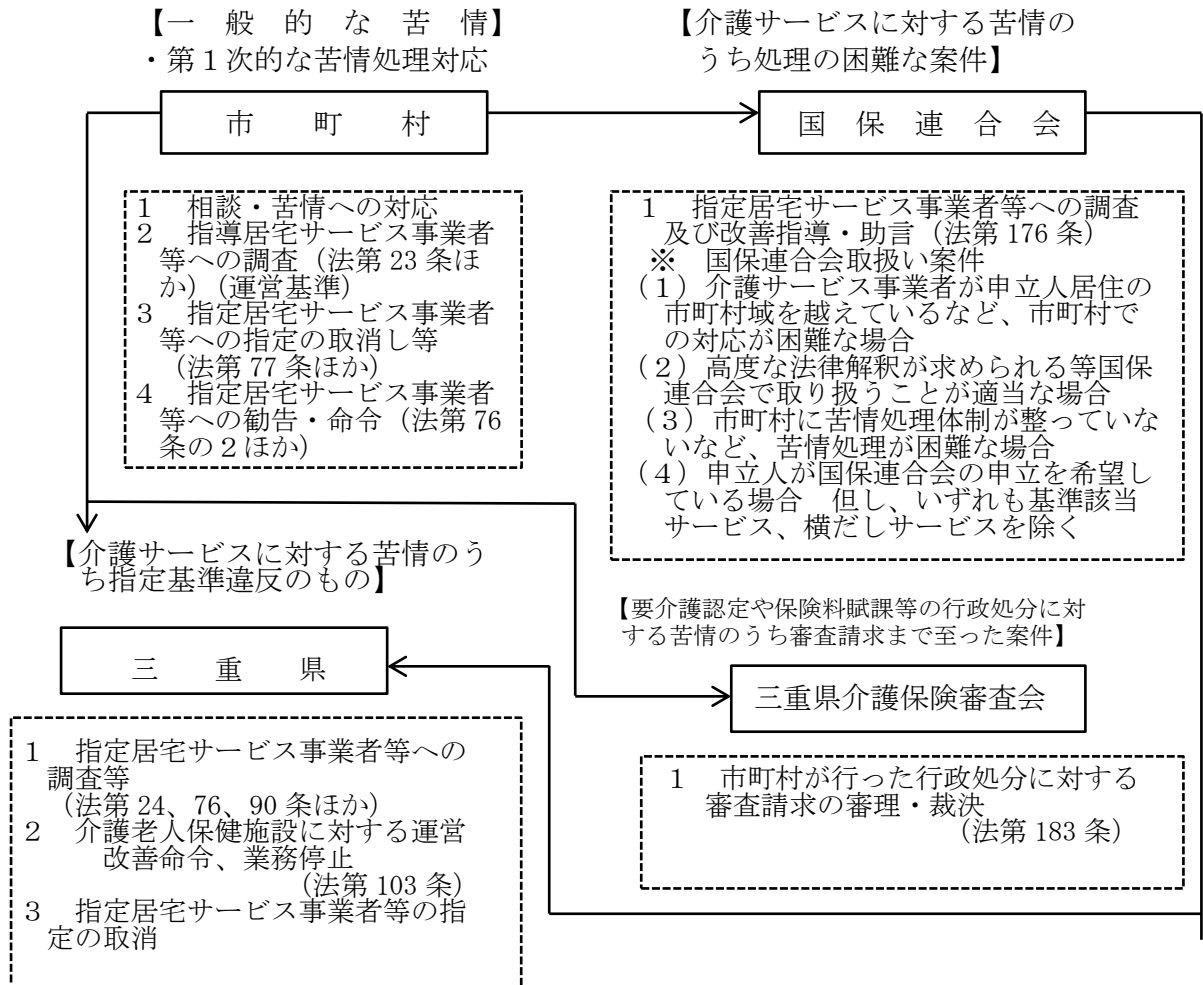 【一　般　的　な　苦　情】
・第１次的な苦情処理対応
市　町　村
1　相談・苦情への対応
2　指導居宅サービス事業者
等への調査（法第 23 条ほ
か）（運営基準）
3　指定居宅サービス事業者
等への指定の取消し等
（法第 77 条ほか）
4　指定居宅サービス事業者
等への勧告・命令（法第 76
条の２ほか）
【介護サービスに対する苦情の
うち処理の困難な案件】
国　保　連　合　会
1　指定居宅サービス事業者等への調査
及び改善指導・助言（法第 176 条）
※　国保連合会取扱い案件
（１）介護サービス事業者が申立人居住の
市町村域を越えているなど、市町村で
の対応が困難な場合
（２）高度な法律解釈が求められる等国保
連合会で取り扱うことが適当な場合
（３）市町村に苦情処理体制が整っていな
いなど、苦情処理が困難な場合
（４）申立人が国保連合会の申立を希望し
ている場合　但し、いずれも基準該当
サービス、横だしサービスを除く
【介護サービスに対する苦情のう
ち指定基準違反のもの】
三　重　県
1　指定居宅サービス事業者等への
調査等
（法第 24、76、90 条ほか）
2　介護老人保健施設に対する運営
改善命令、業務停止
（法第 103 条）
3　指定居宅サービス事業者等の指
定の取消
【要介護認定や保険料賦課等の行政処分に対
する苦情のうち審査請求まで至った案件】
三重県介護保険審査会
1　市町村が行った行政処分に対する
審査請求の審理・裁決
（法第 183 条）